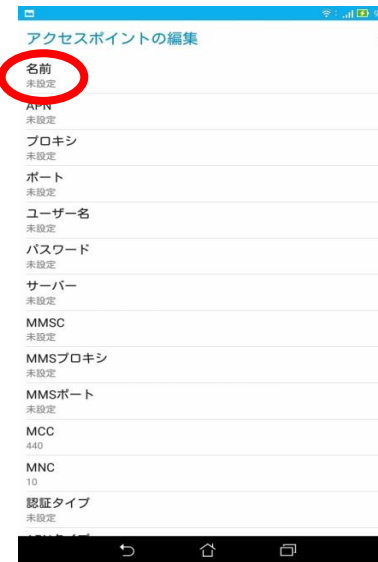 アクセスポイントの編集
名前
未設定
APN
未設定
プロキシ
未設定
ポート
未設定
ユーザー名
未設定
パスワード
未設定
サーバー
未設定
MMSC
未設定
MMSプロキシ
未設定
MMSポート
未設定
MCC
440
MNC
10
認証タイプ
未設定